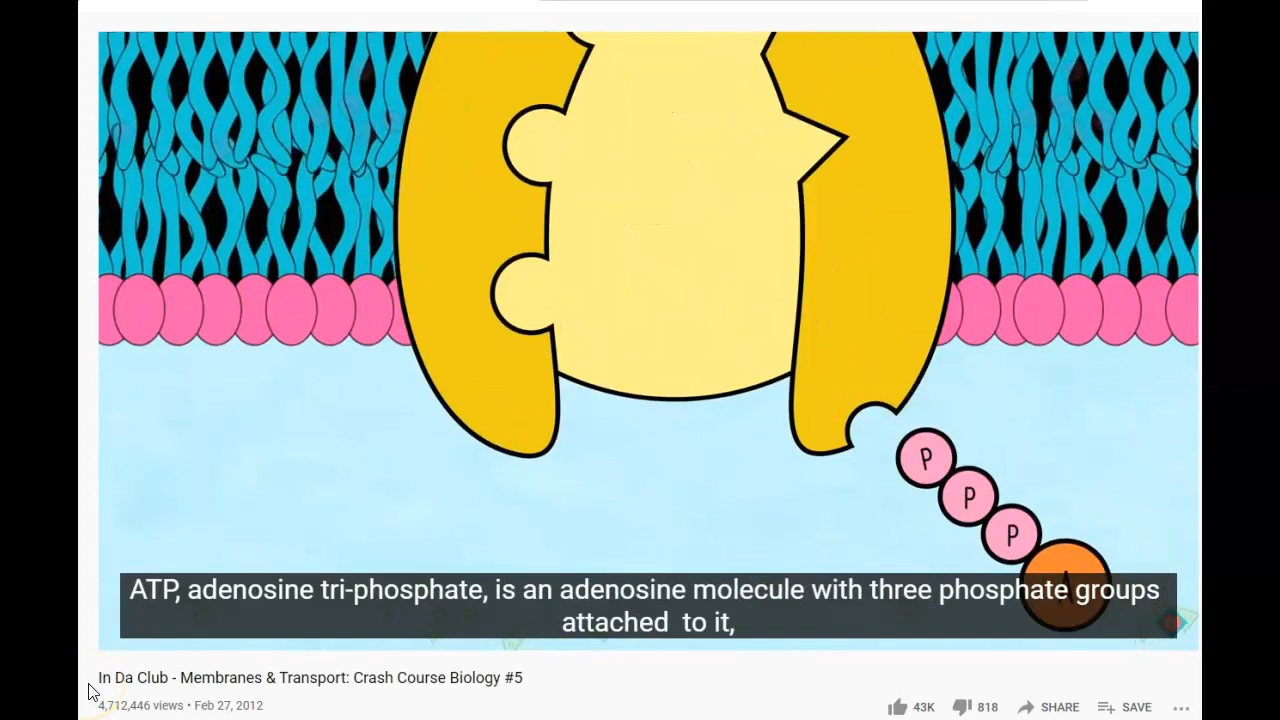 P
P
P
A
ATP, adenosine tri-phosphate, is an adenosine molecule with three phosphate groups
attached to it,
In Da Club - Membranes & Transport: Crash Course Biology #5
4,712,446 views • Feb 27, 2012
43K 818 SHARE SAVE ...